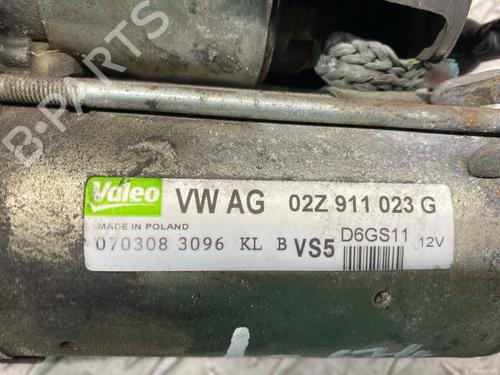 B-PARTS
Valeo VW AG 02Z 911 023 G
MADE IN POLAND
070308 3096 KL B VS5 D6GS11 12V